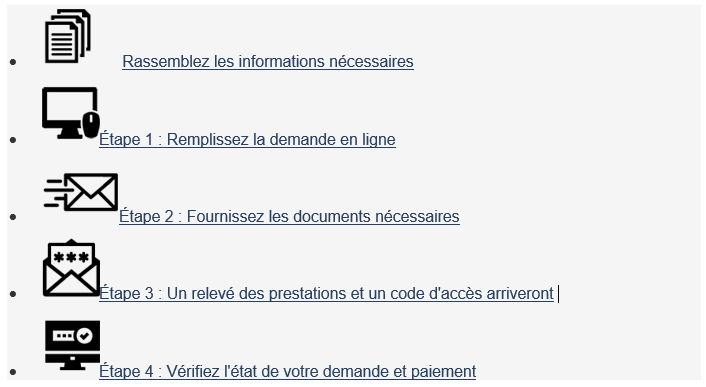 Rassemblez les informations nécessaires
Étape 1 : Remplissez la demande en ligne
Étape 2 : Fournissez les documents nécessaires
Étape 3 : Un relevé des prestations et un code d'accès arriveront
Étape 4 : Vérifiez l'état de votre demande et paiement